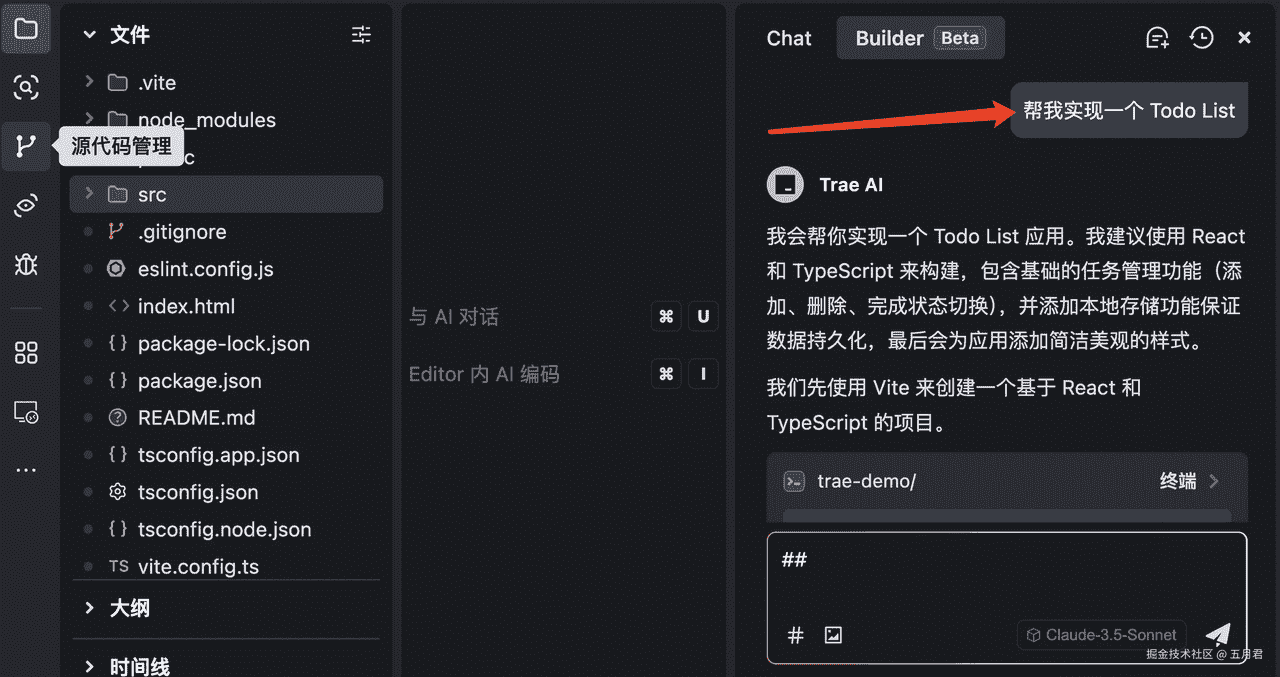 文件
.vite
node_modules
源代码管理
c
src
.gitignore
eslint.config.js
index.html
package-lock.json
package.json
README.md
tsconfig.app.json
tsconfig.json
tsconfig.node.json
TS vite.config.ts
大纲
时间线
与 AI 对话 ⌘ U
Editor 内 AI 编码 ⌘ I
Chat Builder Beta
帮我实现一个 Todo List
Trae AI
我会帮你实现一个 Todo List 应用。我建议使用 React
和 TypeScript 来构建，包含基础的任务管理功能（添
加、删除、完成状态切换），并添加本地存储功能保证
数据持久化，最后会为应用添加简洁美观的样式。
我们先使用 Vite 来创建一个基于 React 和
TypeScript 的项目。
trae-demo/ 终端
##
# Claude-3.5-Sonnet
掘金技术社区 @ 五月君